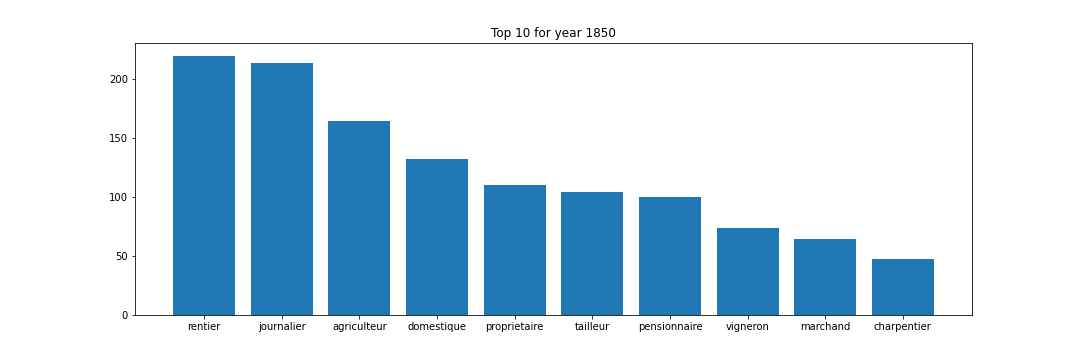 Top 10 for year 1850
200
150
100
50
0
rentier journalier agriculteur domestique proprietaire tailleur pensionnaire vigneron marchand charpentier